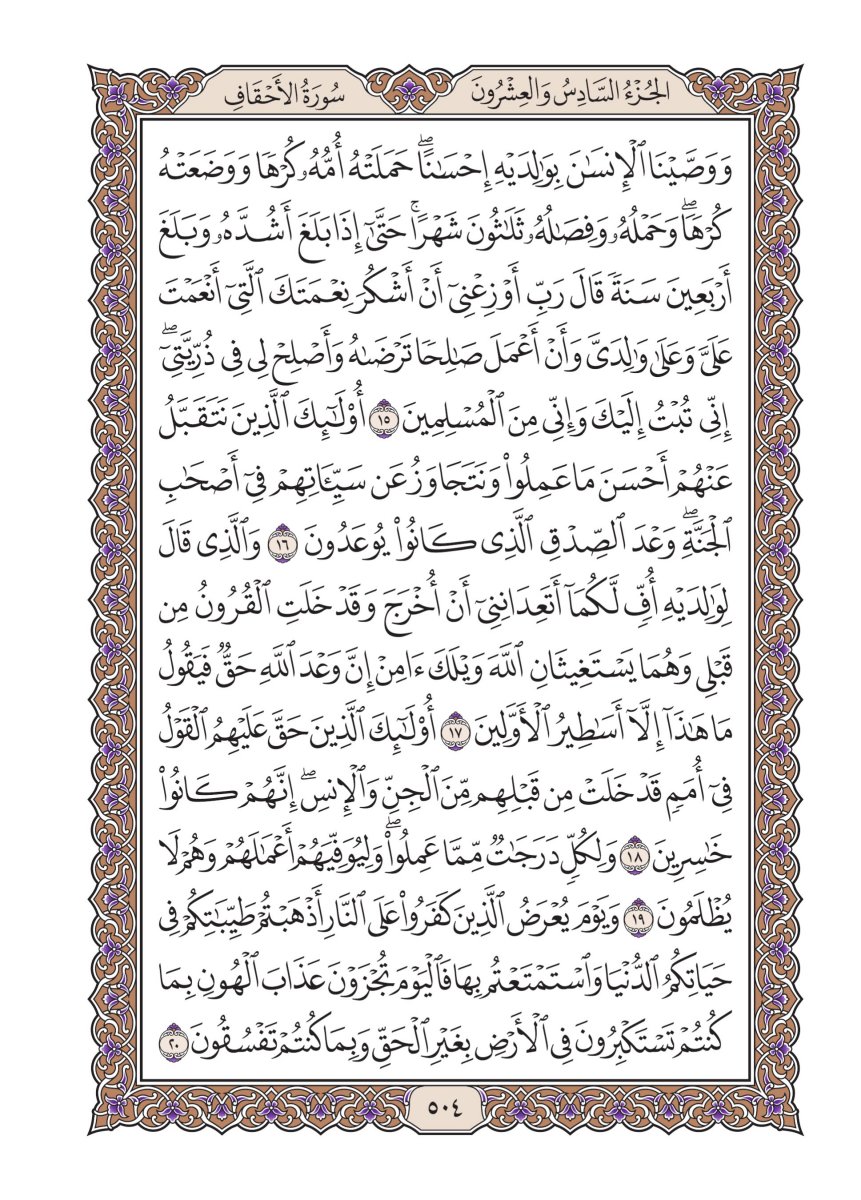 الجُزْءُ السَّادِسُ وَالعِشْرُونَ
سُورَةُ الأَحْقَافِ
وَوَصَّيْنَا ٱلْإِنسَٰنَ بِوَٰلِدَيْهِ إِحْسَٰنًاۖ حَمَلَتْهُ أُمُّهُۥ كُرْهًا وَوَضَعَتْهُ
كُرْهًاۖ وَحَمْلُهُۥ وَفِصَٰلُهُۥ ثَلَٰثُونَ شَهْرًاۚ حَتَّىٰٓ إِذَا بَلَغَ أَشُدَّهُۥ وَبَلَغَ
أَرْبَعِينَ سَنَةً قَالَ رَبِّ أَوْزِعْنِىٓ أَنْ أَشْكُرَ نِعْمَتَكَ ٱلَّتِىٓ أَنْعَمْتَ
عَلَىَّ وَعَلَىٰ وَٰلِدَىَّ وَأَنْ أَعْمَلَ صَٰلِحًا تَرْضَىٰهُ وَأَصْلِحْ لِى فِى ذُرِّيَّتِىٓۖ
إِنِّى تُبْتُ إِلَيْكَ وَإِنِّى مِنَ ٱلْمُسْلِمِينَ ١٥ أُو۟لَٰٓئِكَ ٱلَّذِينَ نَتَقَبَّلُ
عَنْهُمْ أَحْسَنَ مَا عَمِلُوا۟ وَنَتَجَاوَزُ عَن سَيِّـَٔاتِهِمْ فِىٓ أَصْحَٰبِ
ٱلْجَنَّةِۖ وَعْدَ ٱلصِّدْقِ ٱلَّذِى كَانُوا۟ يُوعَدُونَ ١٦ وَٱلَّذِى قَالَ
لِوَٰلِدَيْهِ أُفٍّ لَّكُمَآ أَتَعِدَانِنِىٓ أَنْ أُخْرَجَ وَقَدْ خَلَتِ ٱلْقُرُونُ مِن
قَبْلِى وَهُمَا يَسْتَغِيثَانِ ٱللَّهَ وَيْلَكَ ءَامِنْ إِنَّ وَعْدَ ٱللَّهِ حَقٌّ فَيَقُولُ
مَا هَٰذَآ إِلَّآ أَسَٰطِيرُ ٱلْأَوَّلِينَ ١٧ أُو۟لَٰٓئِكَ ٱلَّذِينَ حَقَّ عَلَيْهِمُ ٱلْقَوْلُ
فِىٓ أُمَمٍ قَدْ خَلَتْ مِن قَبْلِهِم مِّنَ ٱلْجِنِّ وَٱلْإِنسِۖ إِنَّهُمْ كَانُوا۟
خَٰسِرِينَ ١٨ وَلِكُلٍّ دَرَجَٰتٌ مِّمَّا عَمِلُوا۟ۖ وَلِيُوَفِّيَهُمْ أَعْمَٰلَهُمْ وَهُمْ لَا
يُظْلَمُونَ ١٩ وَيَوْمَ يُعْرَضُ ٱلَّذِينَ كَفَرُوا۟ عَلَى ٱلنَّارِ أَذْهَبْتُمْ طَيِّبَٰتِكُمْ فِى
حَيَاتِكُمُ ٱلدُّنْيَا وَٱسْتَمْتَعْتُم بِهَا فَٱلْيَوْمَ تُجْزَوْنَ عَذَابَ ٱلْهُونِ بِمَا
كُنتُمْ تَسْتَكْبِرُونَ فِى ٱلْأَرْضِ بِغَيْرِ ٱلْحَقِّ وَبِمَا كُنتُمْ تَفْسُقُونَ ٢٠
٥٠٤